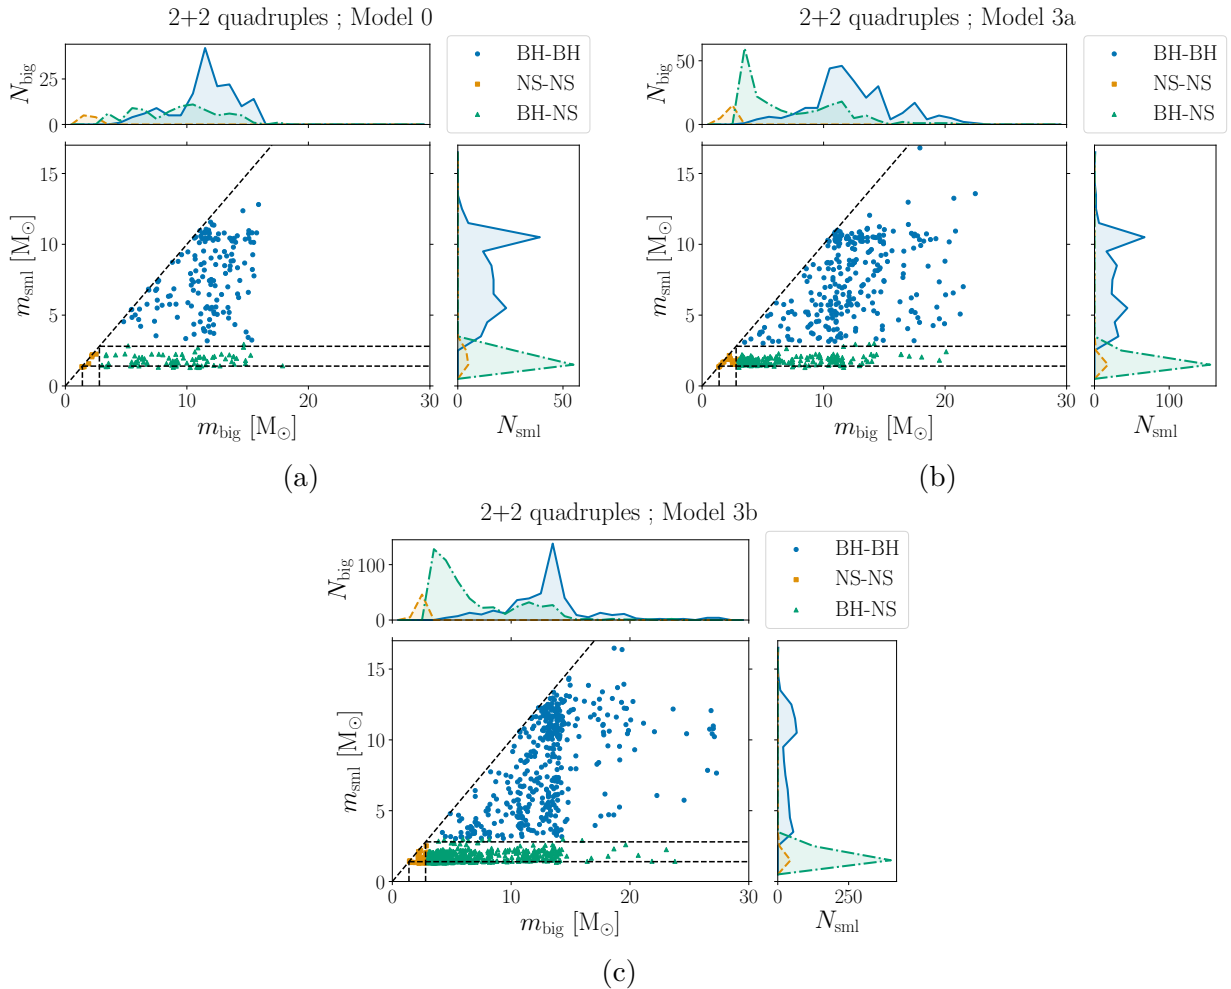 2+2 quadruples ; Model 0
N_big
25
0
BH-BH
NS-NS
BH-NS
m_sml [M_⊙]
15
10
5
0
0 10 20 30
m_big [M_⊙]
0 50
N_sml
(a)
2+2 quadruples ; Model 3a
N_big
50
0
BH-BH
NS-NS
BH-NS
m_sml [M_⊙]
15
10
5
0
0 10 20 30
m_big [M_⊙]
0 100
N_sml
(b)
2+2 quadruples ; Model 3b
N_big
100
0
BH-BH
NS-NS
BH-NS
m_sml [M_⊙]
15
10
5
0
0 10 20 30
m_big [M_⊙]
0 250
N_sml
(c)